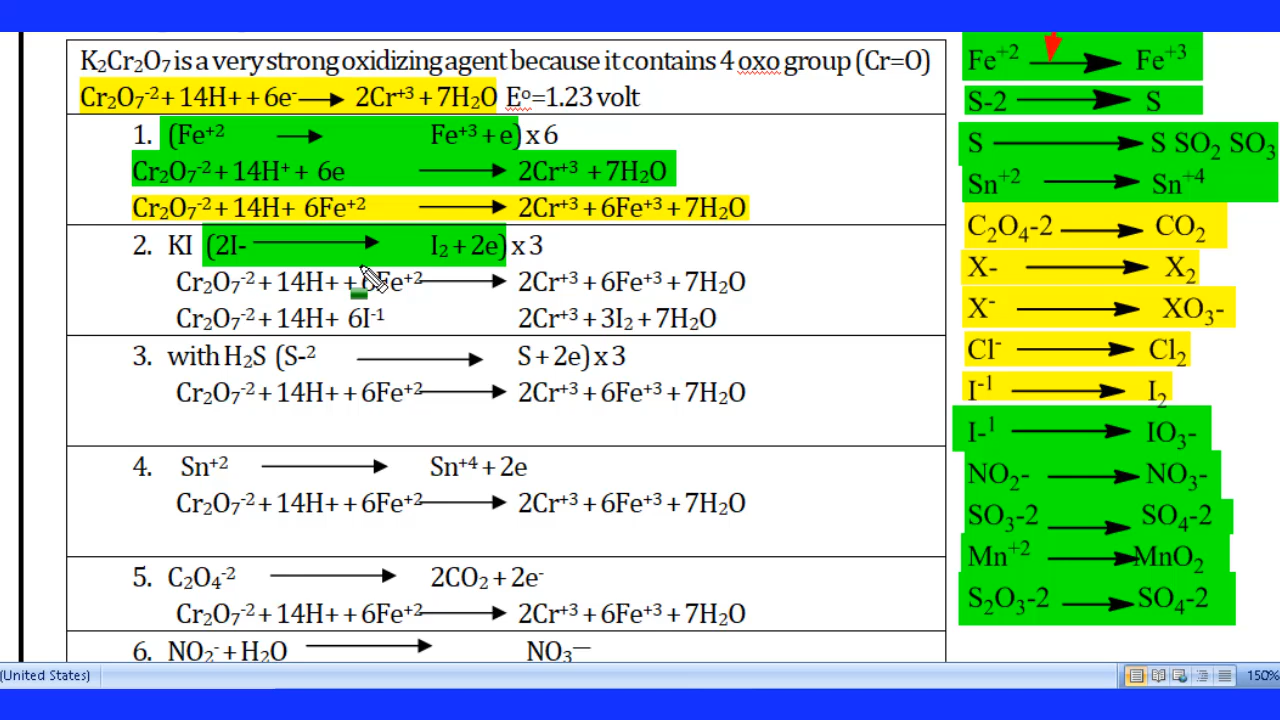 K₂Cr₂O₇ is a very strong oxidizing agent because it contains 4 oxo group (Cr=O)
Cr₂O₇⁻² + 14H+ + 6e⁻ → 2Cr⁺³ + 7H₂O E⁰=1.23 volt
1. (Fe⁺² → Fe⁺³ + e) x 6
Cr₂O₇⁻² + 14H⁺ + 6e → 2Cr⁺³ + 7H₂O
Cr₂O₇⁻² + 14H+ 6Fe⁺² → 2Cr⁺³ + 6Fe⁺³ + 7H₂O
2. KI (2I- → I₂ + 2e) x 3
Cr₂O₇⁻² + 14H+ + 6Fe⁺² → 2Cr⁺³ + 6Fe⁺³ + 7H₂O
Cr₂O₇⁻² + 14H+ 6I⁻¹ 2Cr⁺³ + 3I₂ + 7H₂O
3. with H₂S (S-² → S + 2e) x 3
Cr₂O₇⁻² + 14H+ + 6Fe⁺² → 2Cr⁺³ + 6Fe⁺³ + 7H₂O
4. Sn⁺² → Sn⁺⁴ + 2e
Cr₂O₇⁻² + 14H+ + 6Fe⁺² → 2Cr⁺³ + 6Fe⁺³ + 7H₂O
5. C₂O₄⁻² → 2CO₂ + 2e⁻
Cr₂O₇⁻² + 14H+ + 6Fe⁺² → 2Cr⁺³ + 6Fe⁺³ + 7H₂O
6. NO₂⁻ + H₂O → NO₃—
Fe⁺² → Fe⁺³
S-2 → S
S → S SO₂ SO₃
Sn⁺² → Sn⁺⁴
C₂O₄-2 → CO₂
X- → X₂
X⁻ → XO₃-
Cl⁻ → Cl₂
I⁻¹ → I₂
I-¹ → IO₃-
NO₂- → NO₃-
SO₃-2 → SO₄-2
Mn⁺² → MnO₂
S₂O₃-2 → SO₄-2
(United States) 150%